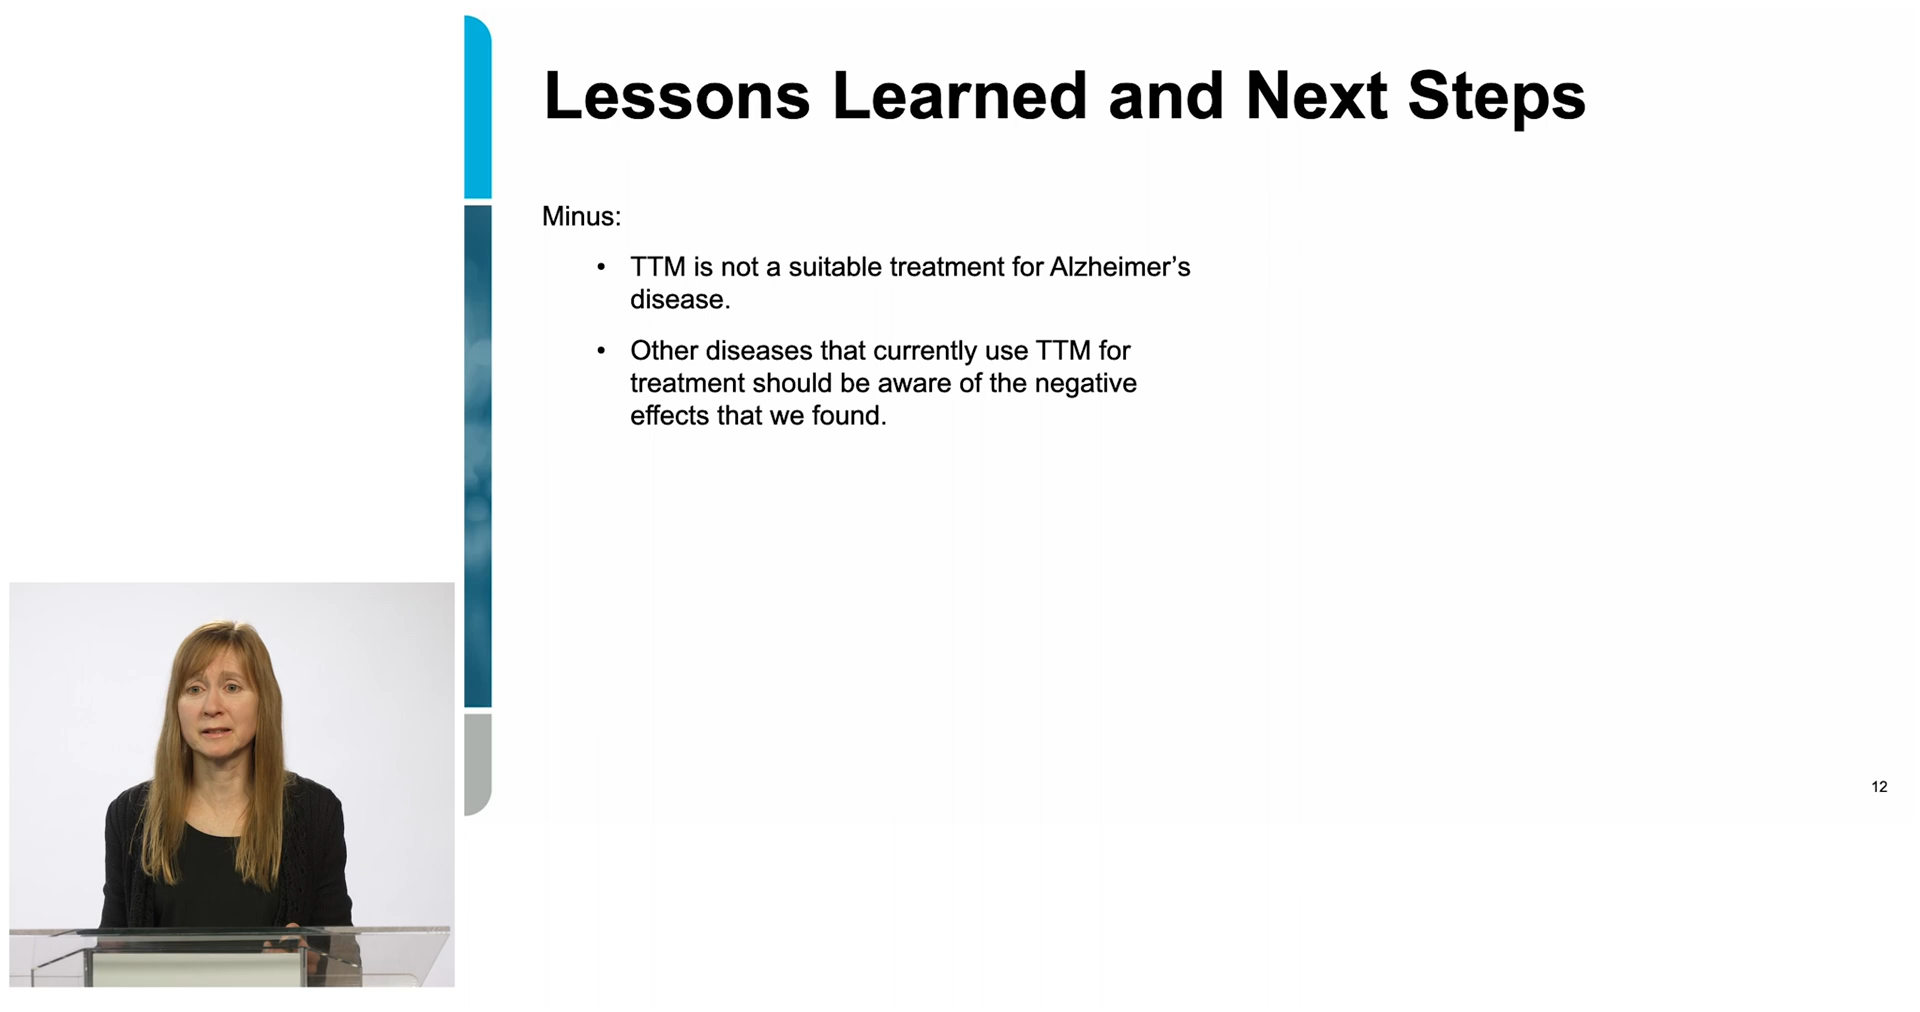 Lessons Learned and Next Steps
Minus:
• TTM is not a suitable treatment for Alzheimer’s
disease.
• Other diseases that currently use TTM for
treatment should be aware of the negative
effects that we found.
12